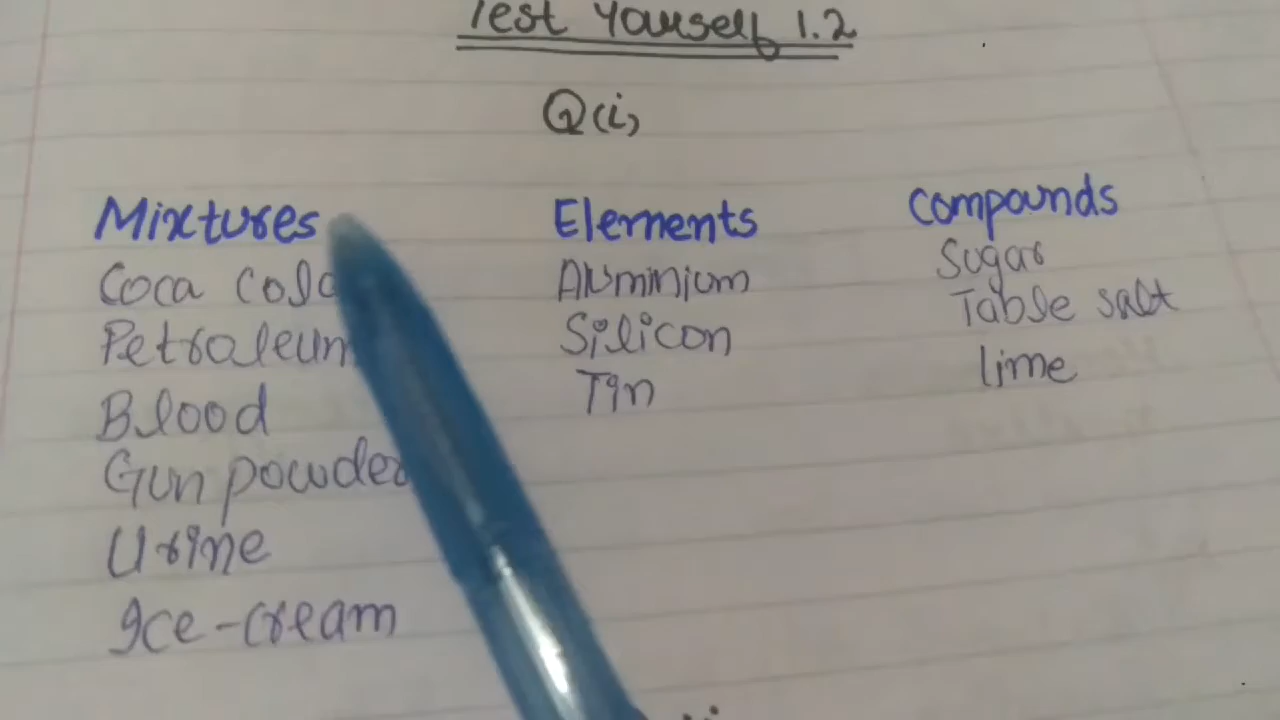 Test Yourself 1.2
Q(i)
Mixtures Elements Compounds
Coca cola Aluminium Sugar
Petroleum Silicon Table salt
Blood Tin lime
Gun powder
Urine
Ice-cream